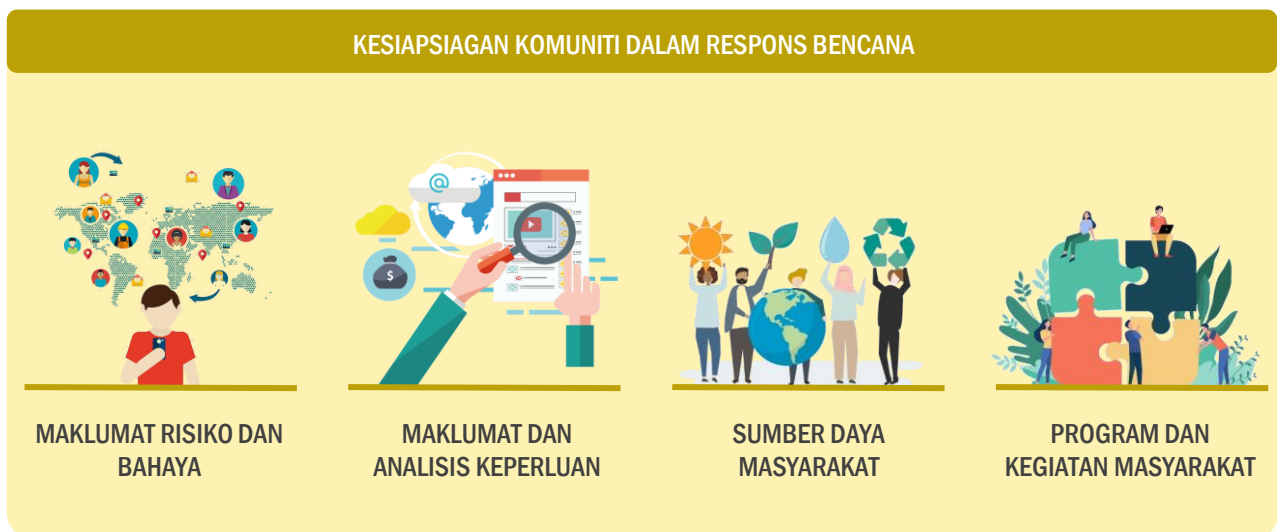 KESIAPSIAGAN KOMUNITI DALAM RESPONS BENCANA
@
$
MAKLUMAT RISIKO DAN
BAHAYA
MAKLUMAT DAN
ANALISIS KEPERLUAN
SUMBER DAYA
MASYARAKAT
PROGRAM DAN
KEGIATAN MASYARAKAT